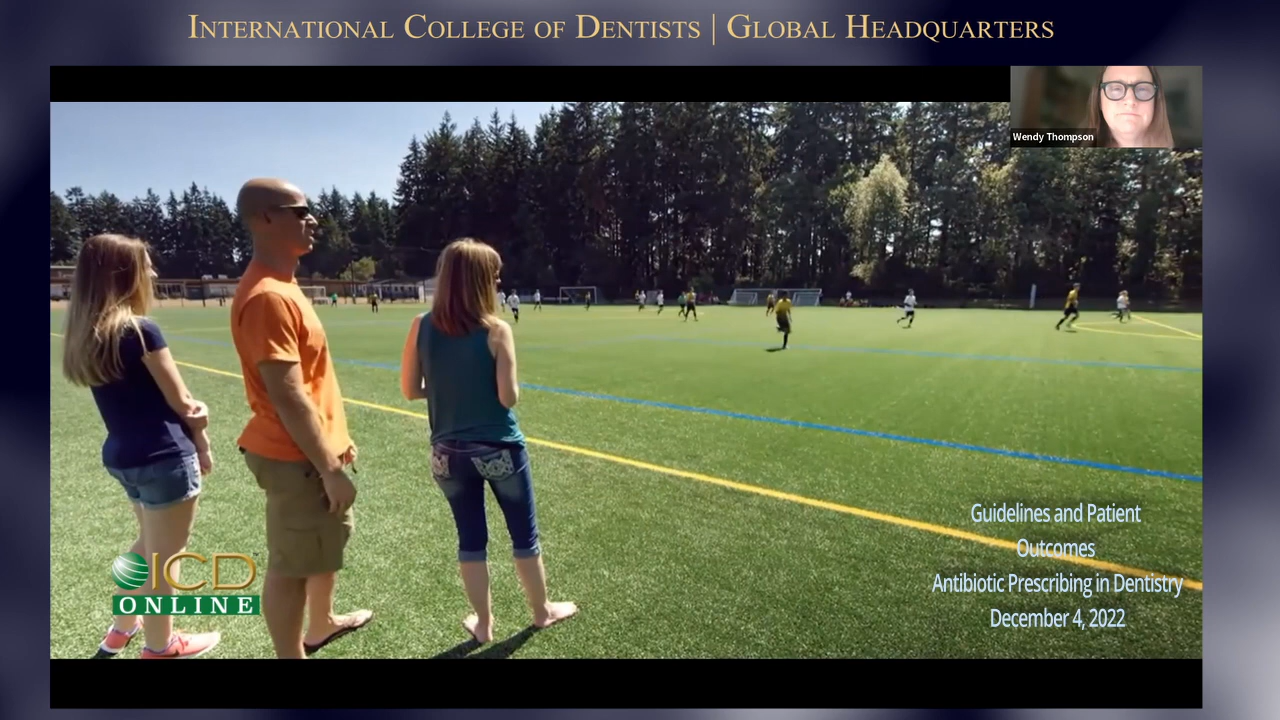 INTERNATIONAL COLLEGE OF DENTISTS | GLOBAL HEADQUARTERS
Wendy Thompson
Guidelines and Patient
Outcomes
Antibiotic Prescribing in Dentistry
December 4, 2022
ICD™
ONLINE